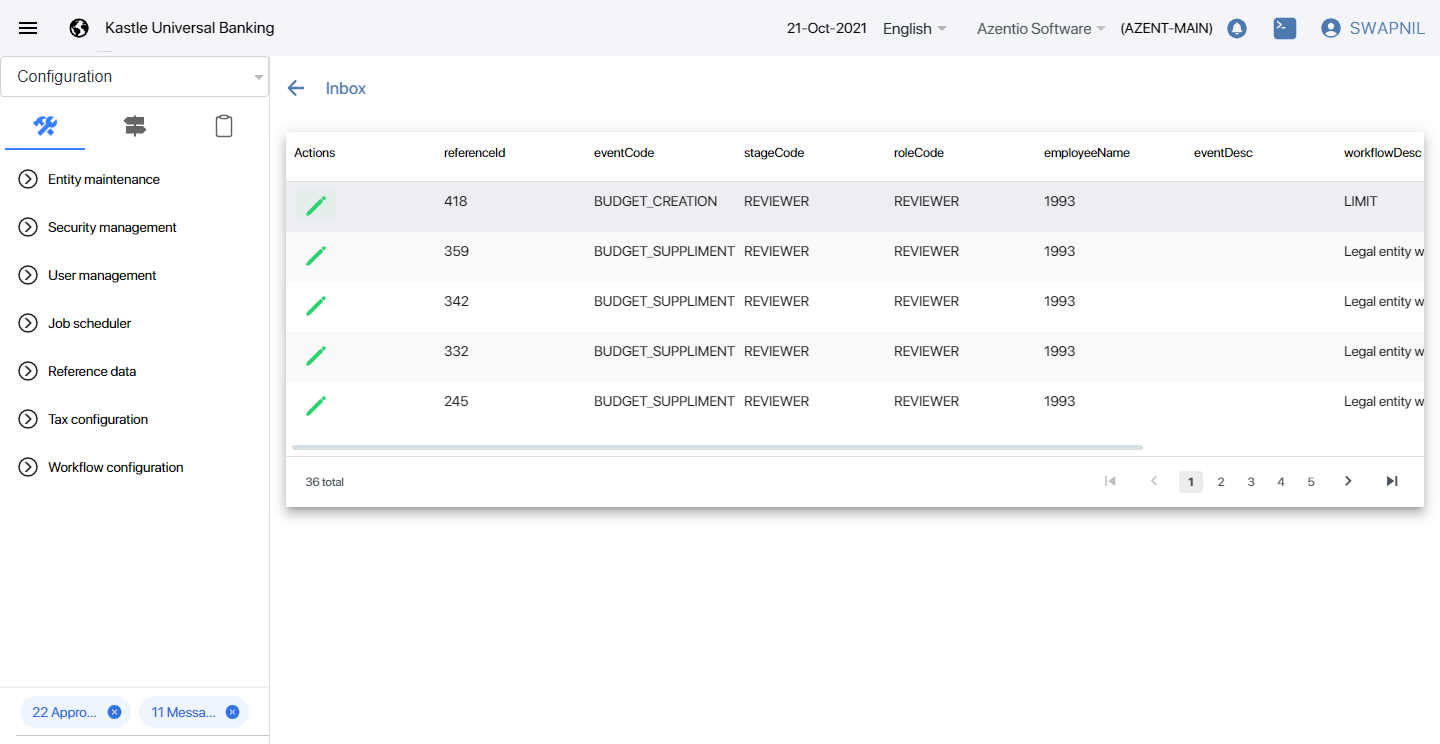 Kastle Universal Banking
21-Oct-2021 English Azentio Software (AZENT-MAIN) SWAPNIL
Configuration
Entity maintenance
Security management
User management
Job scheduler
Reference data
Tax configuration
Workflow configuration
22 Appro... 11 Messa...
Inbox
Actions referenceId eventCode stageCode roleCode employeeName eventDesc workflowDesc
418 BUDGET_CREATION REVIEWER REVIEWER 1993 LIMIT
359 BUDGET_SUPPLIMENT REVIEWER REVIEWER 1993 Legal entity w
342 BUDGET_SUPPLIMENT REVIEWER REVIEWER 1993 Legal entity w
332 BUDGET_SUPPLIMENT REVIEWER REVIEWER 1993 Legal entity w
245 BUDGET_SUPPLIMENT REVIEWER REVIEWER 1993 Legal entity w
36 total 1 2 3 4 5